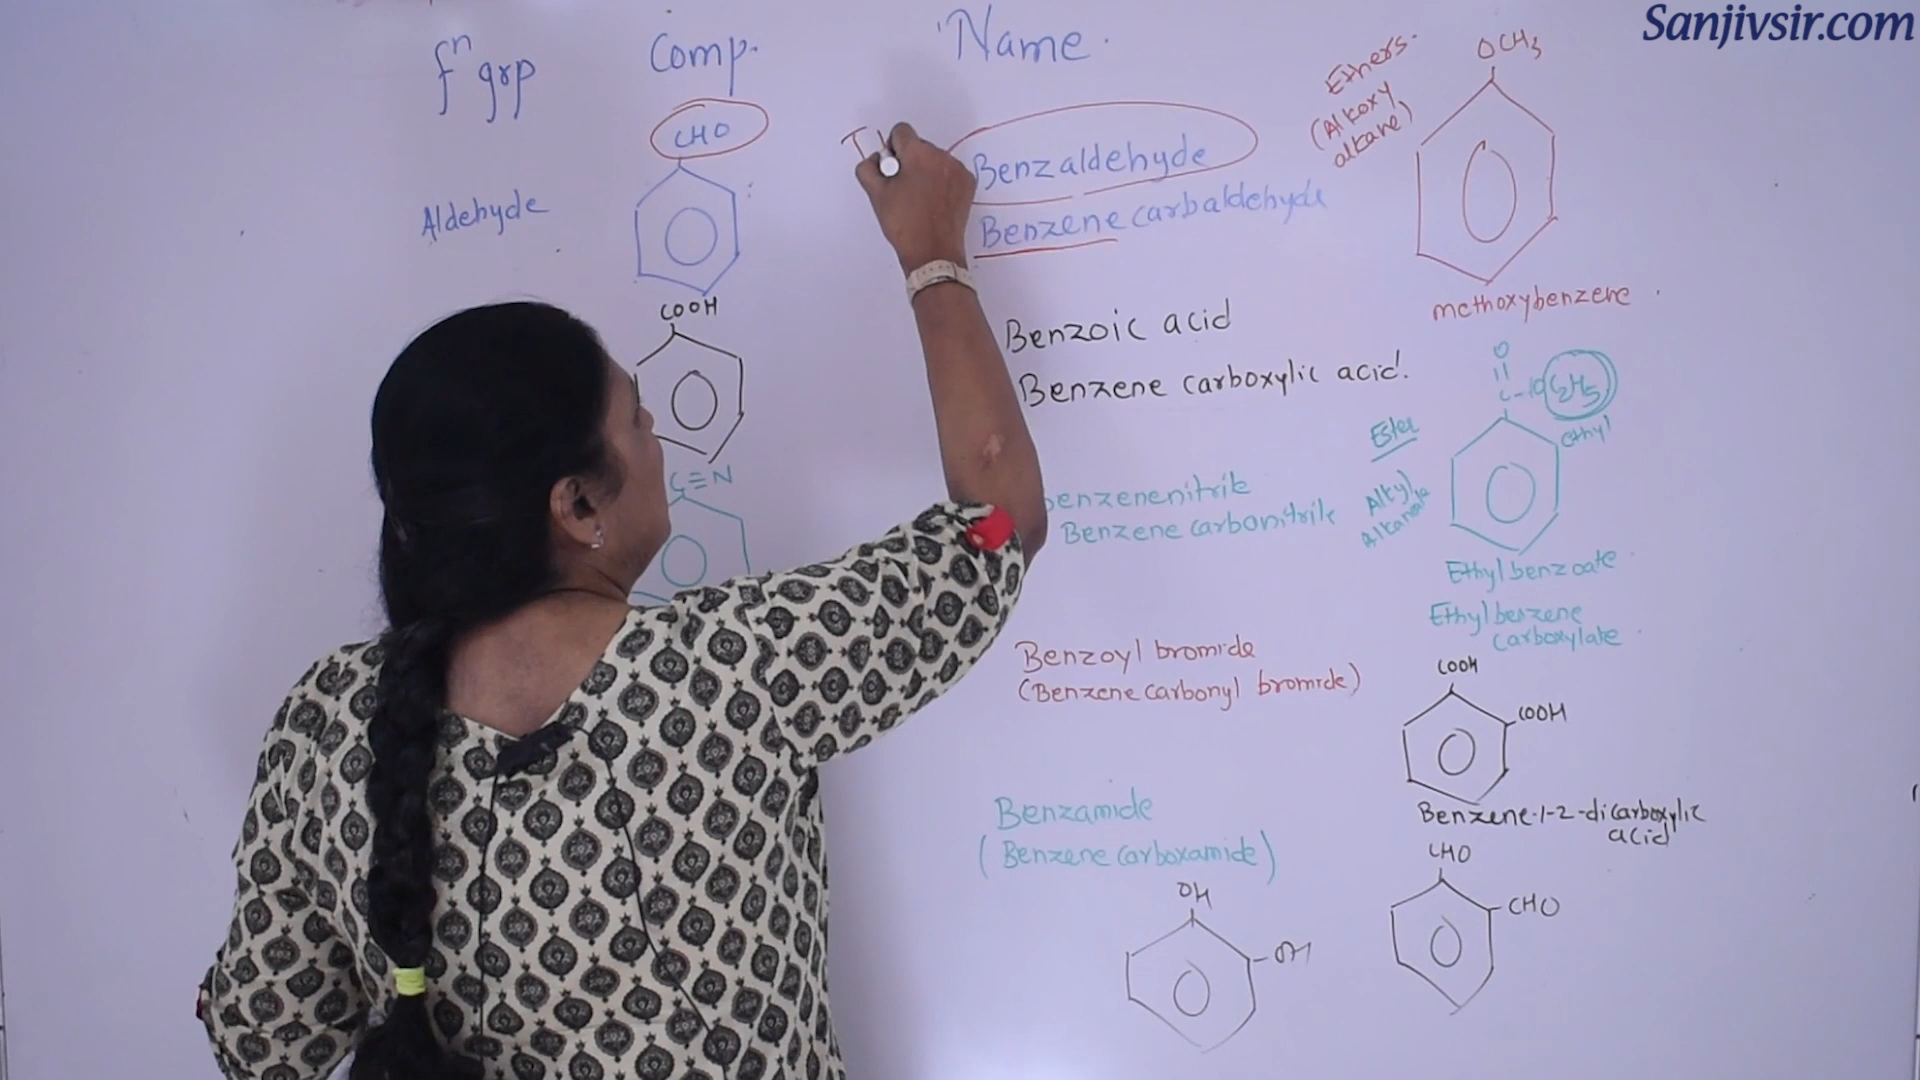 Sanjivsir.com
fⁿ grp
Comp.
Name.
CHO
Aldehyde
Benzaldehyde
Benzene carbaldehyde
COOH
Benzoic acid
Benzene carboxylic acid.
C≡N
benzenenitrile
Benzene carbonitrile
Benzoyl bromide
(Benzene carbonyl bromide)
Benzamide
(Benzene carboxamide)
OH
OH
Ethers.
(Alkoxy
alkane)
OCH₃
methoxybenzene
O
C-O C₂H₅
ethyl
Ester
Alkyl
Alkanoate
Ethyl benzoate
Ethyl benzene
carboxylate
COOH
COOH
Benzene-1-2-dicarboxylic
acid
CHO
CHO